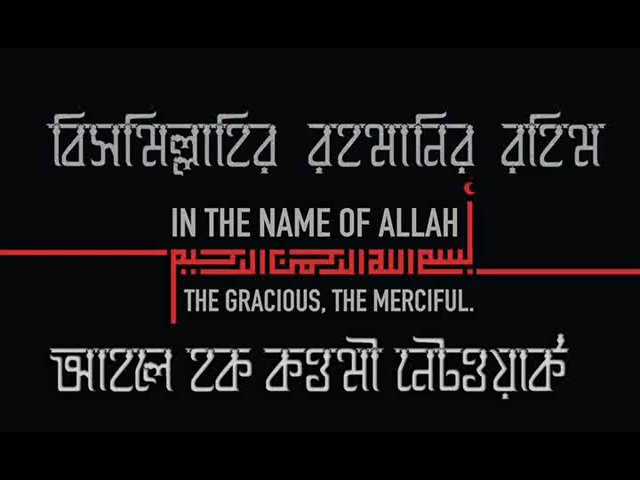 বিসমিল্লাহির রহমানির রহিম
IN THE NAME OF ALLAH
بسم الله الرحمن الرحيم
THE GRACIOUS, THE MERCIFUL.
আহলে হক কওমী নেটওয়ার্ক